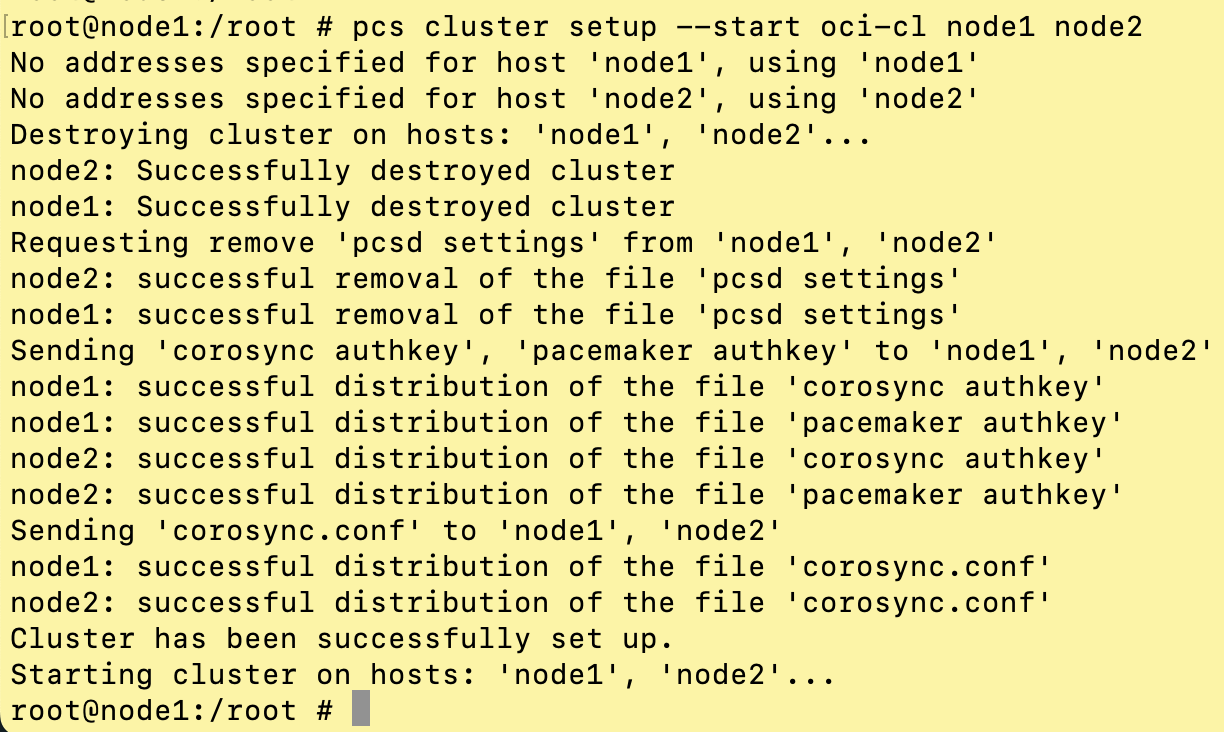 [root@node1:/root # pcs cluster setup --start oci-cl node1 node2
No addresses specified for host 'node1', using 'node1'
No addresses specified for host 'node2', using 'node2'
Destroying cluster on hosts: 'node1', 'node2'...
node2: Successfully destroyed cluster
node1: Successfully destroyed cluster
Requesting remove 'pcsd settings' from 'node1', 'node2'
node2: successful removal of the file 'pcsd settings'
node1: successful removal of the file 'pcsd settings'
Sending 'corosync authkey', 'pacemaker authkey' to 'node1', 'node2'
node1: successful distribution of the file 'corosync authkey'
node1: successful distribution of the file 'pacemaker authkey'
node2: successful distribution of the file 'corosync authkey'
node2: successful distribution of the file 'pacemaker authkey'
Sending 'corosync.conf' to 'node1', 'node2'
node1: successful distribution of the file 'corosync.conf'
node2: successful distribution of the file 'corosync.conf'
Cluster has been successfully set up.
Starting cluster on hosts: 'node1', 'node2'...
root@node1:/root #